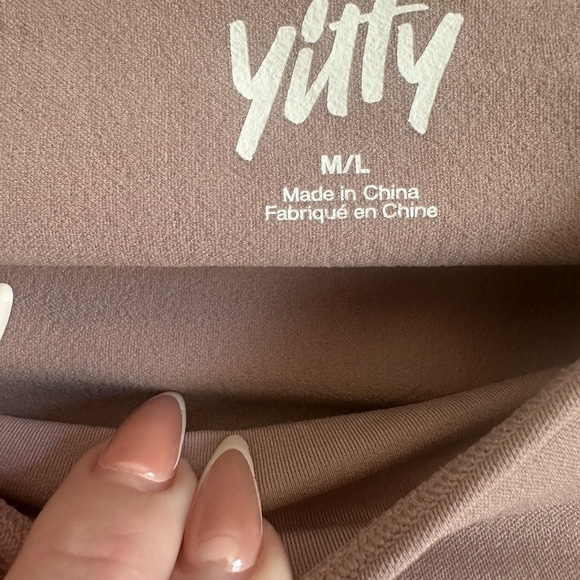 yitty
M/L
Made in China
Fabriqué en Chine